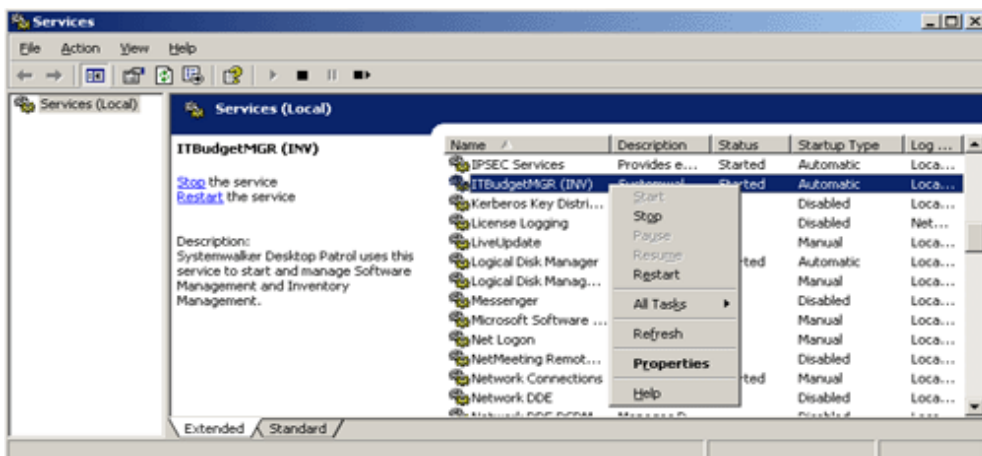 Services
File Action View Help
Services (Local)
Services (Local)
ITBudgetMGR (INV)
Stop the service
Restart the service
Description:
Systemwalker Desktop Patrol uses this
service to start and manage Software
Management and Inventory
Management.
Name Description Status Startup Type Log ...
IPSEC Services Provides e... Started Automatic Loca...
ITBudgetMGR (INV) Started Automatic Loca...
Kerberos Key Distri... Disabled Loca...
License Logging Disabled Net...
LiveUpdate Manual Loca...
Logical Disk Manager rted Automatic Loca...
Logical Disk Manag... Manual Loca...
Messenger Disabled Loca...
Microsoft Software ... Manual Loca...
Net Logon Manual Loca...
NetMeeting Remot... Disabled Loca...
Network Connections rted Manual Loca...
Network DDE Disabled Loca...
Start
Stop
Pause
Resume
Restart
All Tasks
Refresh
Properties
Help
Extended Standard